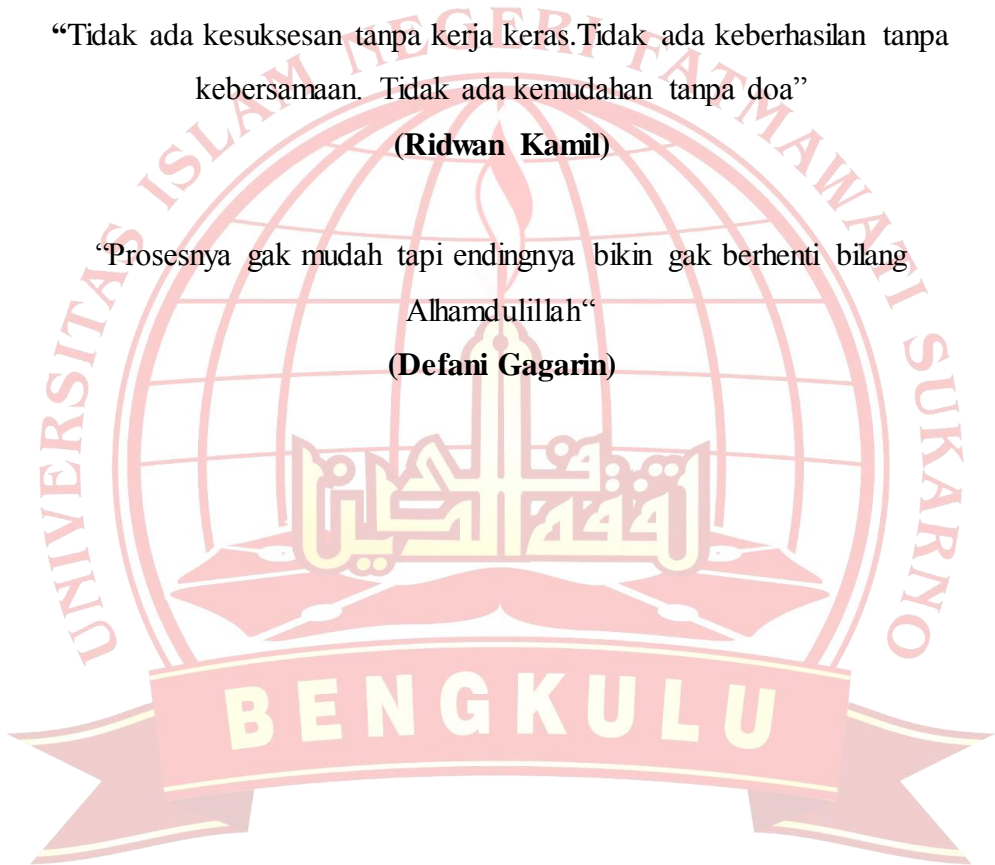 “Tidak ada kesuksesan tanpa kerja keras.Tidak ada keberhasilan tanpa
kebersamaan. Tidak ada kemudahan tanpa doa”
(Ridwan Kamil)
“Prosesnya gak mudah tapi endingnya bikin gak berhenti bilang
Alhamdulillah“
(Defani Gagarin)
UNIVERSITAS ISLAM NEGERI FATMAWATI SUKARNO
BENGKULU